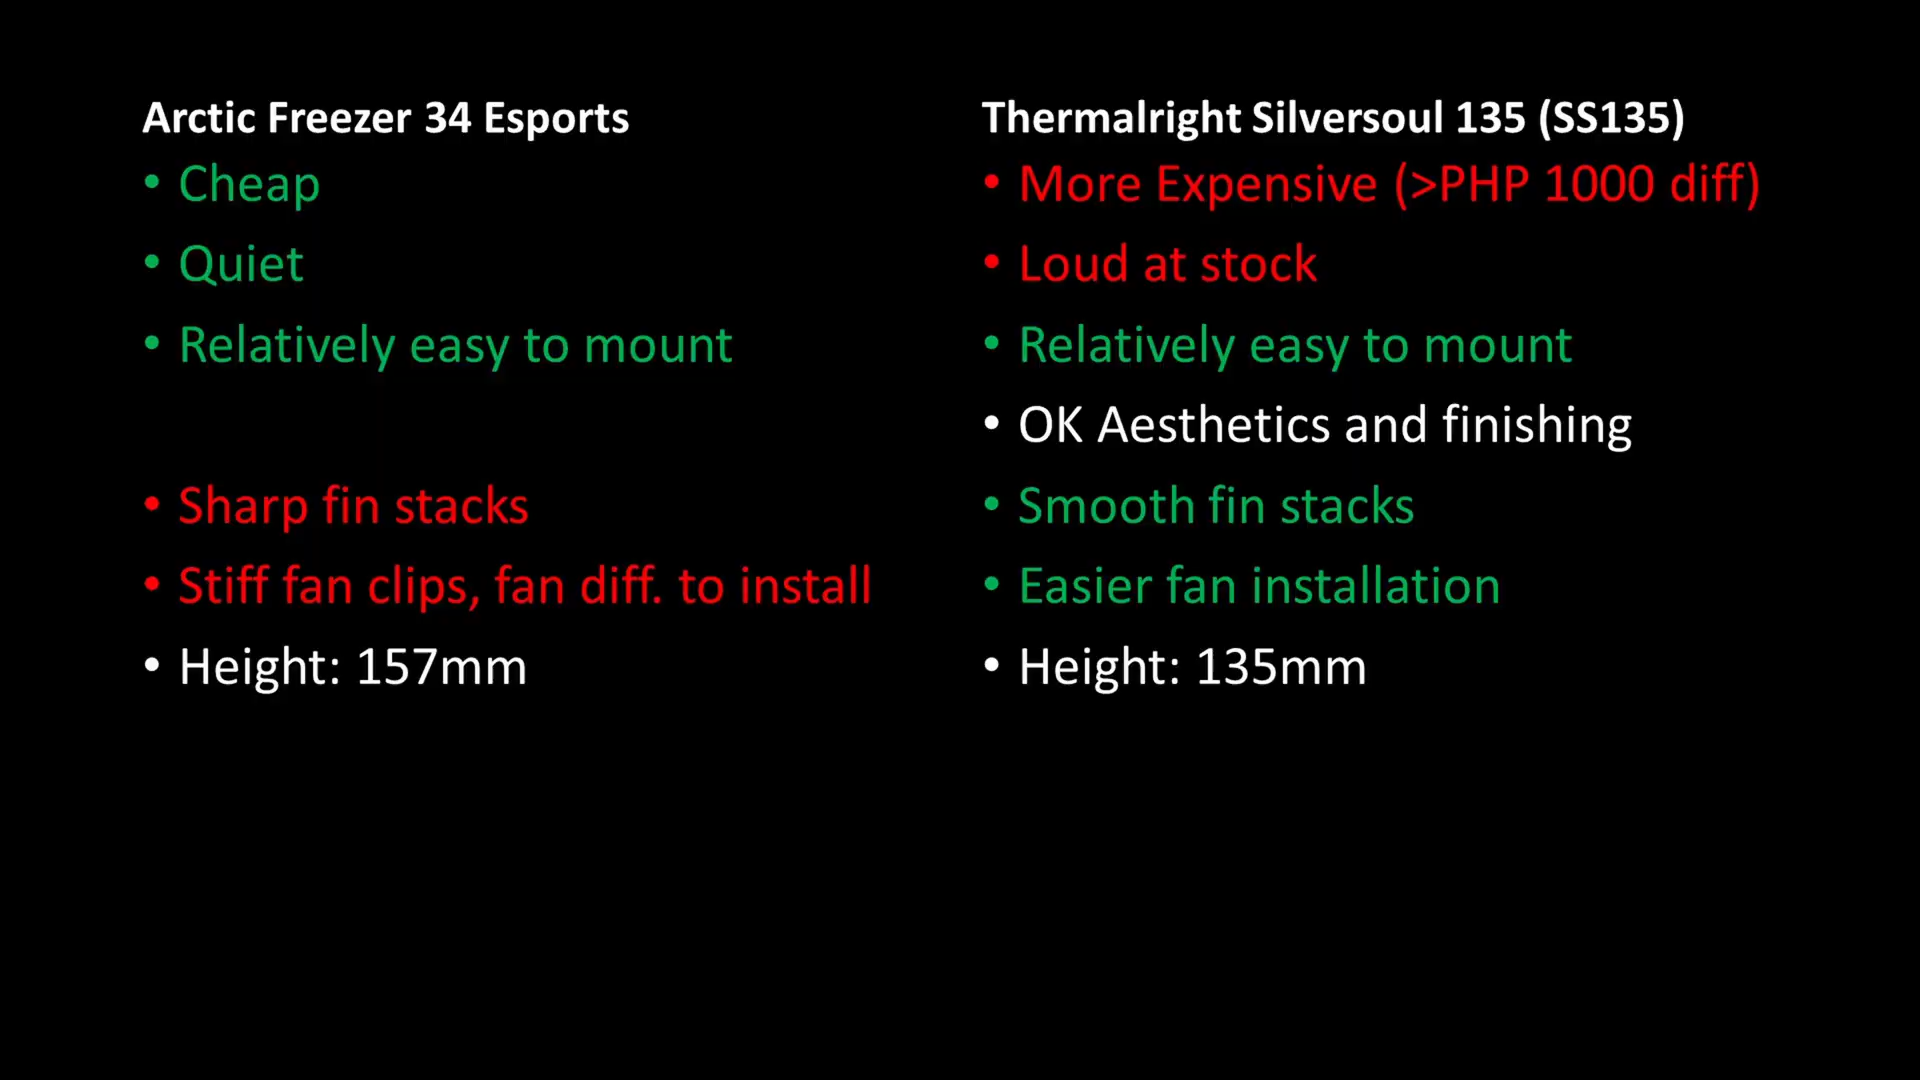 Arctic Freezer 34 Esports
• Cheap
• Quiet
• Relatively easy to mount
• Sharp fin stacks
• Stiff fan clips, fan diff. to install
• Height: 157mm
Thermalright Silversoul 135 (SS135)
• More Expensive (>PHP 1000 diff)
• Loud at stock
• Relatively easy to mount
• OK Aesthetics and finishing
• Smooth fin stacks
• Easier fan installation
• Height: 135mm